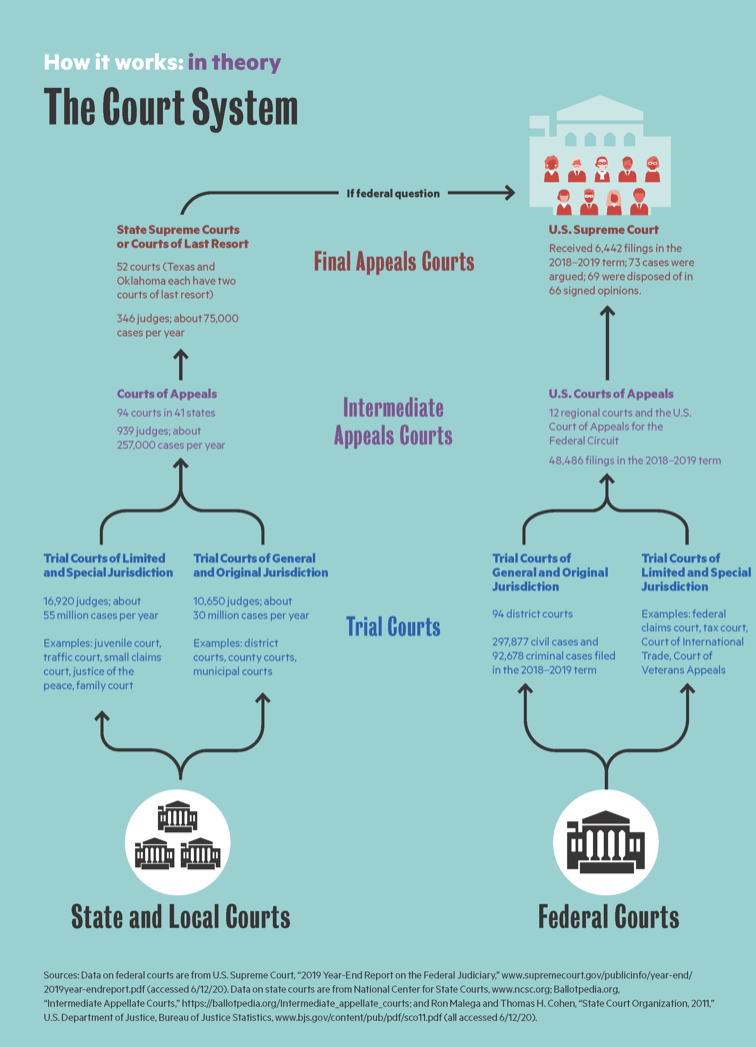 How it works: in theory
The Court System
If federal question
State Supreme Courts
or Courts of Last Resort
52 courts (Texas and
Oklahoma each have two
courts of last resort)
346 judges; about 75,000
cases per year
Final Appeals Courts
U.S. Supreme Court
Received 6,442 filings in the
2018–2019 term; 73 cases were
argued; 69 were disposed of in
66 signed opinions.
Courts of Appeals
94 courts in 41 states
939 judges; about
257,000 cases per year
Intermediate
Appeals Courts
U.S. Courts of Appeals
12 regional courts and the U.S.
Court of Appeals for the
Federal Circuit
48,486 filings in the 2018–2019 term
Trial Courts of Limited
and Special Jurisdiction
16,920 judges; about
55 million cases per year
Examples: juvenile court,
traffic court, small claims
court, justice of the
peace, family court
Trial Courts of General
and Original Jurisdiction
10,650 judges; about
30 million cases per year
Examples: district
courts, county courts,
municipal courts
Trial Courts
Trial Courts of
General and Original
Jurisdiction
94 district courts
297,877 civil cases and
92,678 criminal cases filed
in the 2018–2019 term
Trial Courts of
Limited and Special
Jurisdiction
Examples: federal
claims court, tax court,
Court of International
Trade, Court of
Veterans Appeals
State and Local Courts
Federal Courts
Sources: Data on federal courts are from U.S. Supreme Court, “2019 Year-End Report on the Federal Judiciary,” www.supremecourt.gov/publicinfo/year-end/
2019year-endreport.pdf (accessed 6/12/20). Data on state courts are from National Center for State Courts, www.ncsc.org; Ballotpedia.org,
“Intermediate Appellate Courts,” https://ballotpedia.org/Intermediate_appellate_courts; and Ron Malega and Thomas H. Cohen, “State Court Organization, 2011,”
U.S. Department of Justice, Bureau of Justice Statistics, www.bjs.gov/content/pub/pdf/sco11.pdf (all accessed 6/12/20).